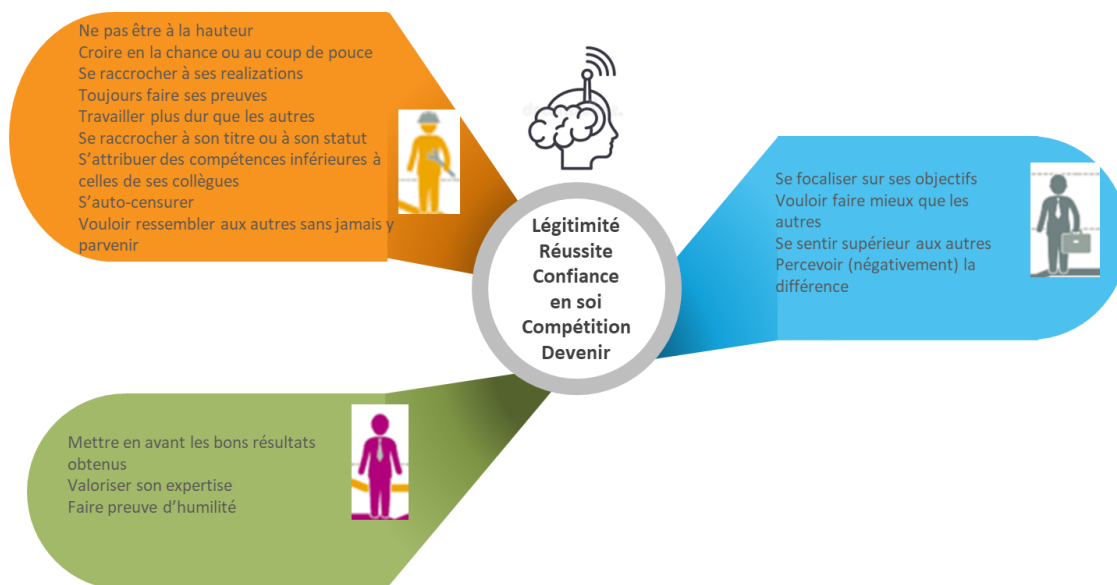 Ne pas être à la hauteur
Croire en la chance ou au coup de pouce
Se raccrocher à ses realizations
Toujours faire ses preuves
Travailler plus dur que les autres
Se raccrocher à son titre ou à son statut
S'attribuer des compétences inférieures à
celles de ses collègues
S'auto-censurer
Vouloir ressembler aux autres sans jamais y
parvenir
Légitimité
Réussite
Confiance
en soi
Compétition
Devenir
Se focaliser sur ses objectifs
Vouloir faire mieux que les
autres
Se sentir supérieur aux autres
Percevoir (négativement) la
différence
Mettre en avant les bons résultats
obtenus
Valoriser son expertise
Faire preuve d'humilité